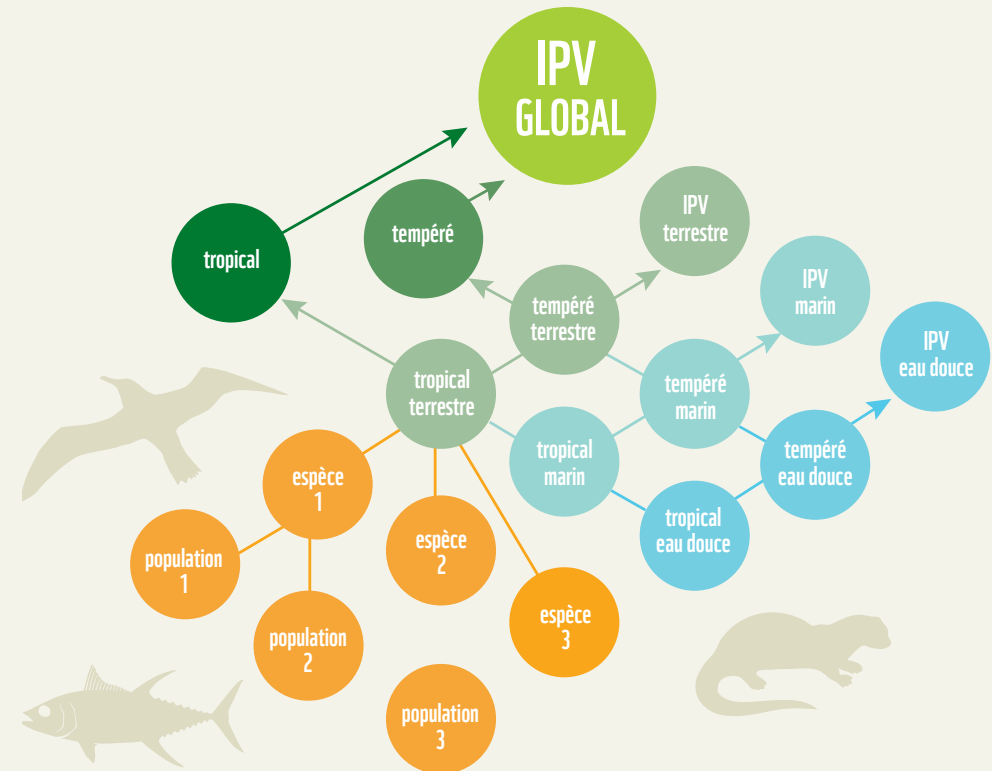 IPV
GLOBAL
tropical
tempéré
IPV
terrestre
tempéré
terrestre
IPV
marin
IPV
eau douce
tropical
terrestre
tempéré
marin
tropical
marin
tempéré
eau douce
tropical
eau douce
espèce
1
espèce
2
espèce
3
population
1
population
2
population
3